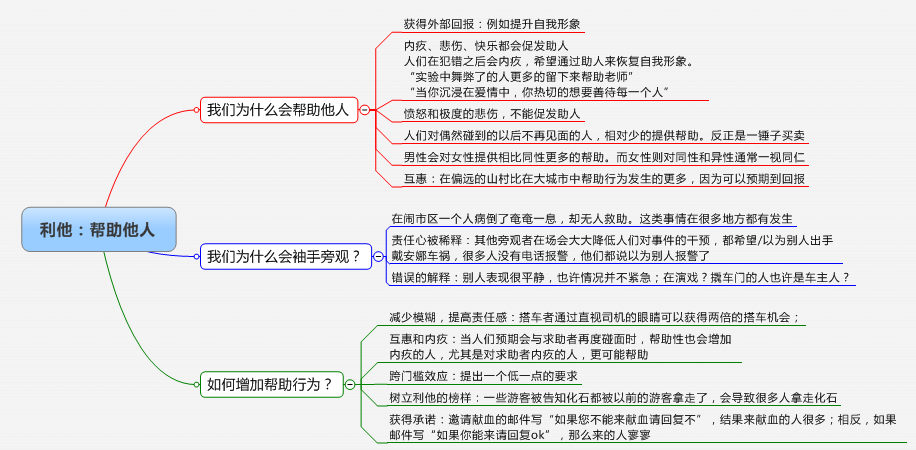 利他：帮助他人
我们为什么会帮助他人
获得外部回报：例如提升自我形象
内疚、悲伤、快乐都会促发助人
人们在犯错之后会内疚，希望通过助人来恢复自我形象。
“实验中舞弊了的人更多的留下来帮助老师”
“当你沉浸在爱情中，你热切的想要善待每一个人”
愤怒和极度的悲伤，不能促发助人
人们对偶然碰到的以后不再见面的人，相对少的提供帮助。反正是一锤子买卖
男性会对女性提供相比同性更多的帮助。而女性则对同性和异性通常一视同仁
互惠：在偏远的山村比在大城市中帮助行为发生的更多，因为可以预期到回报
我们为什么会袖手旁观？
在闹市区一个人病倒了奄奄一息，却无人救助。这类事情在很多地方都有发生
责任心被稀释：其他旁观者在场会大大降低人们对事件的干预，都希望/以为别人出手
戴安娜车祸，很多人没有电话报警，他们都说以为别人报警了
错误的解释：别人表现很平静，也许情况并不紧急；在演戏？撬车门的人也许是车主人？
如何增加帮助行为？
减少模糊，提高责任感：搭车者通过直视司机的眼睛可以获得两倍的搭车机会；
互惠和内疚：当人们预期会与求助者再度碰面时，帮助性也会增加
内疚的人，尤其是对求助者内疚的人，更可能帮助
跨门槛效应：提出一个低一点的要求
树立利他的榜样：一些游客被告知化石都被以前的游客拿走了，会导致很多人拿走化石
获得承诺：邀请献血的邮件写“如果您不能来献血请回复不”，结果来献血的人很多；相反，如果
邮件写“如果你能来请回复ok”，那么来的人寥寥